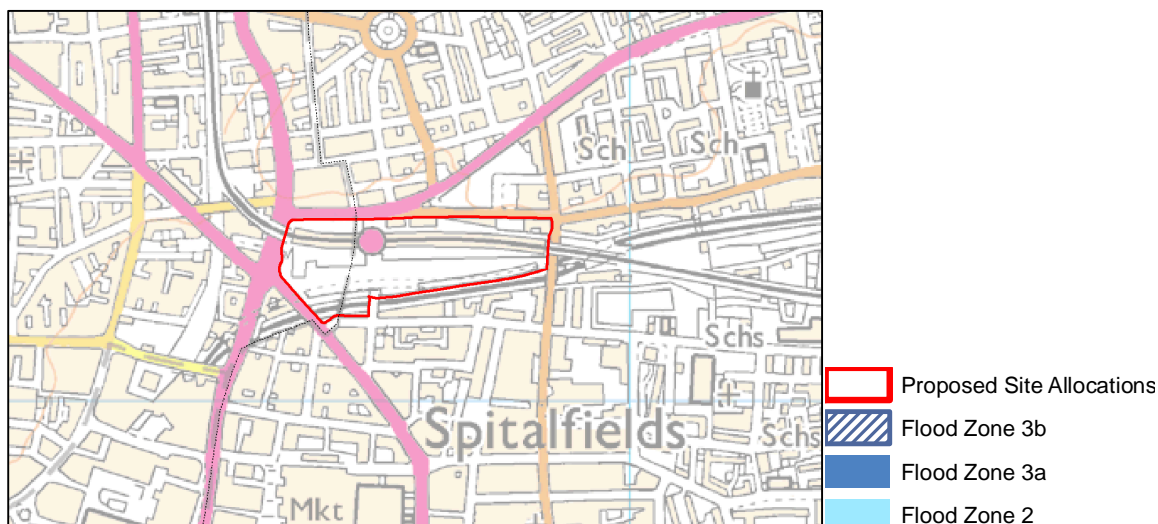 Sch
Sch
Schs
Spitalfields
Schs
Mkt
Proposed Site Allocations
Flood Zone 3b
Flood Zone 3a
Flood Zone 2